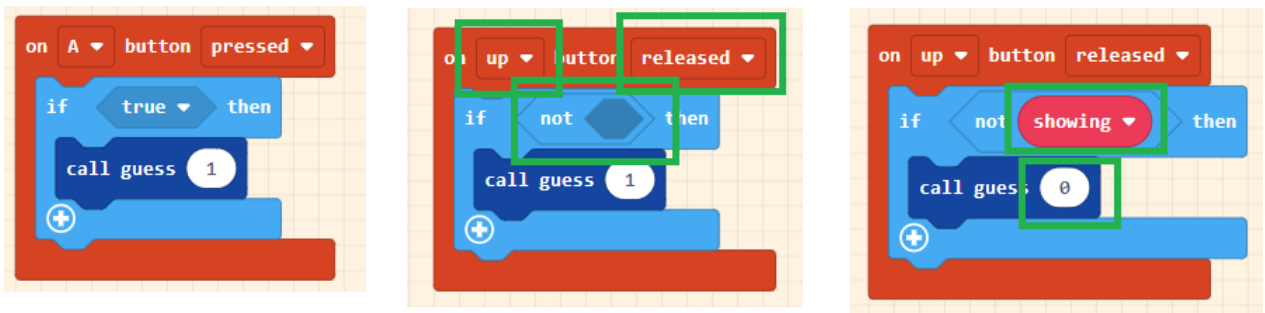 on A button pressed
if true then
call guess 1
on up button released
if not then
call guess 1
on up button released
if not showing then
call guess 0